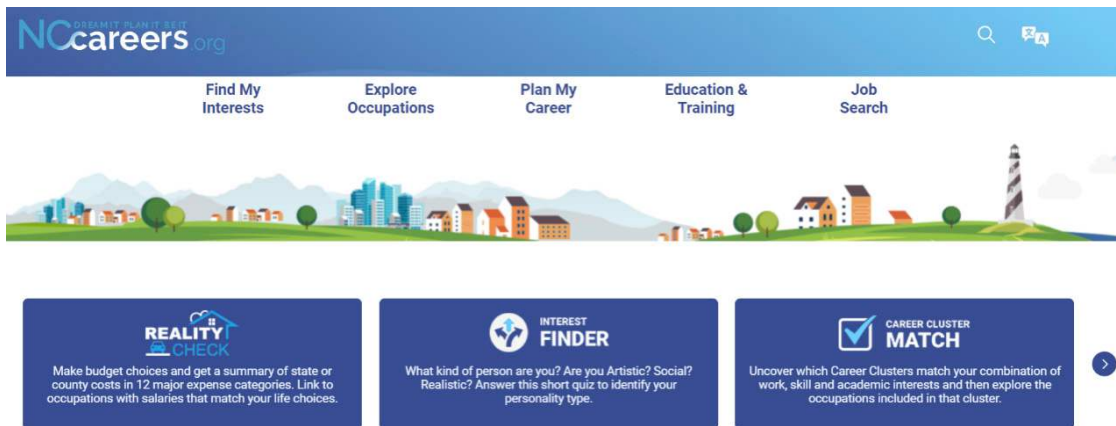 DREAM IT PLAN IT BE IT
NCcareers.org
Find My
Interests
Explore
Occupations
Plan My
Career
Education &
Training
Job
Search
REALITY
CHECK
Make budget choices and get a summary of state or
county costs in 12 major expense categories. Link to
occupations with salaries that match your life choices.
INTEREST
FINDER
What kind of person are you? Are you Artistic? Social?
Realistic? Answer this short quiz to identify your
personality type.
CAREER CLUSTER
MATCH
Uncover which Career Clusters match your combination of
work, skill and academic interests and then explore the
occupations included in that cluster.